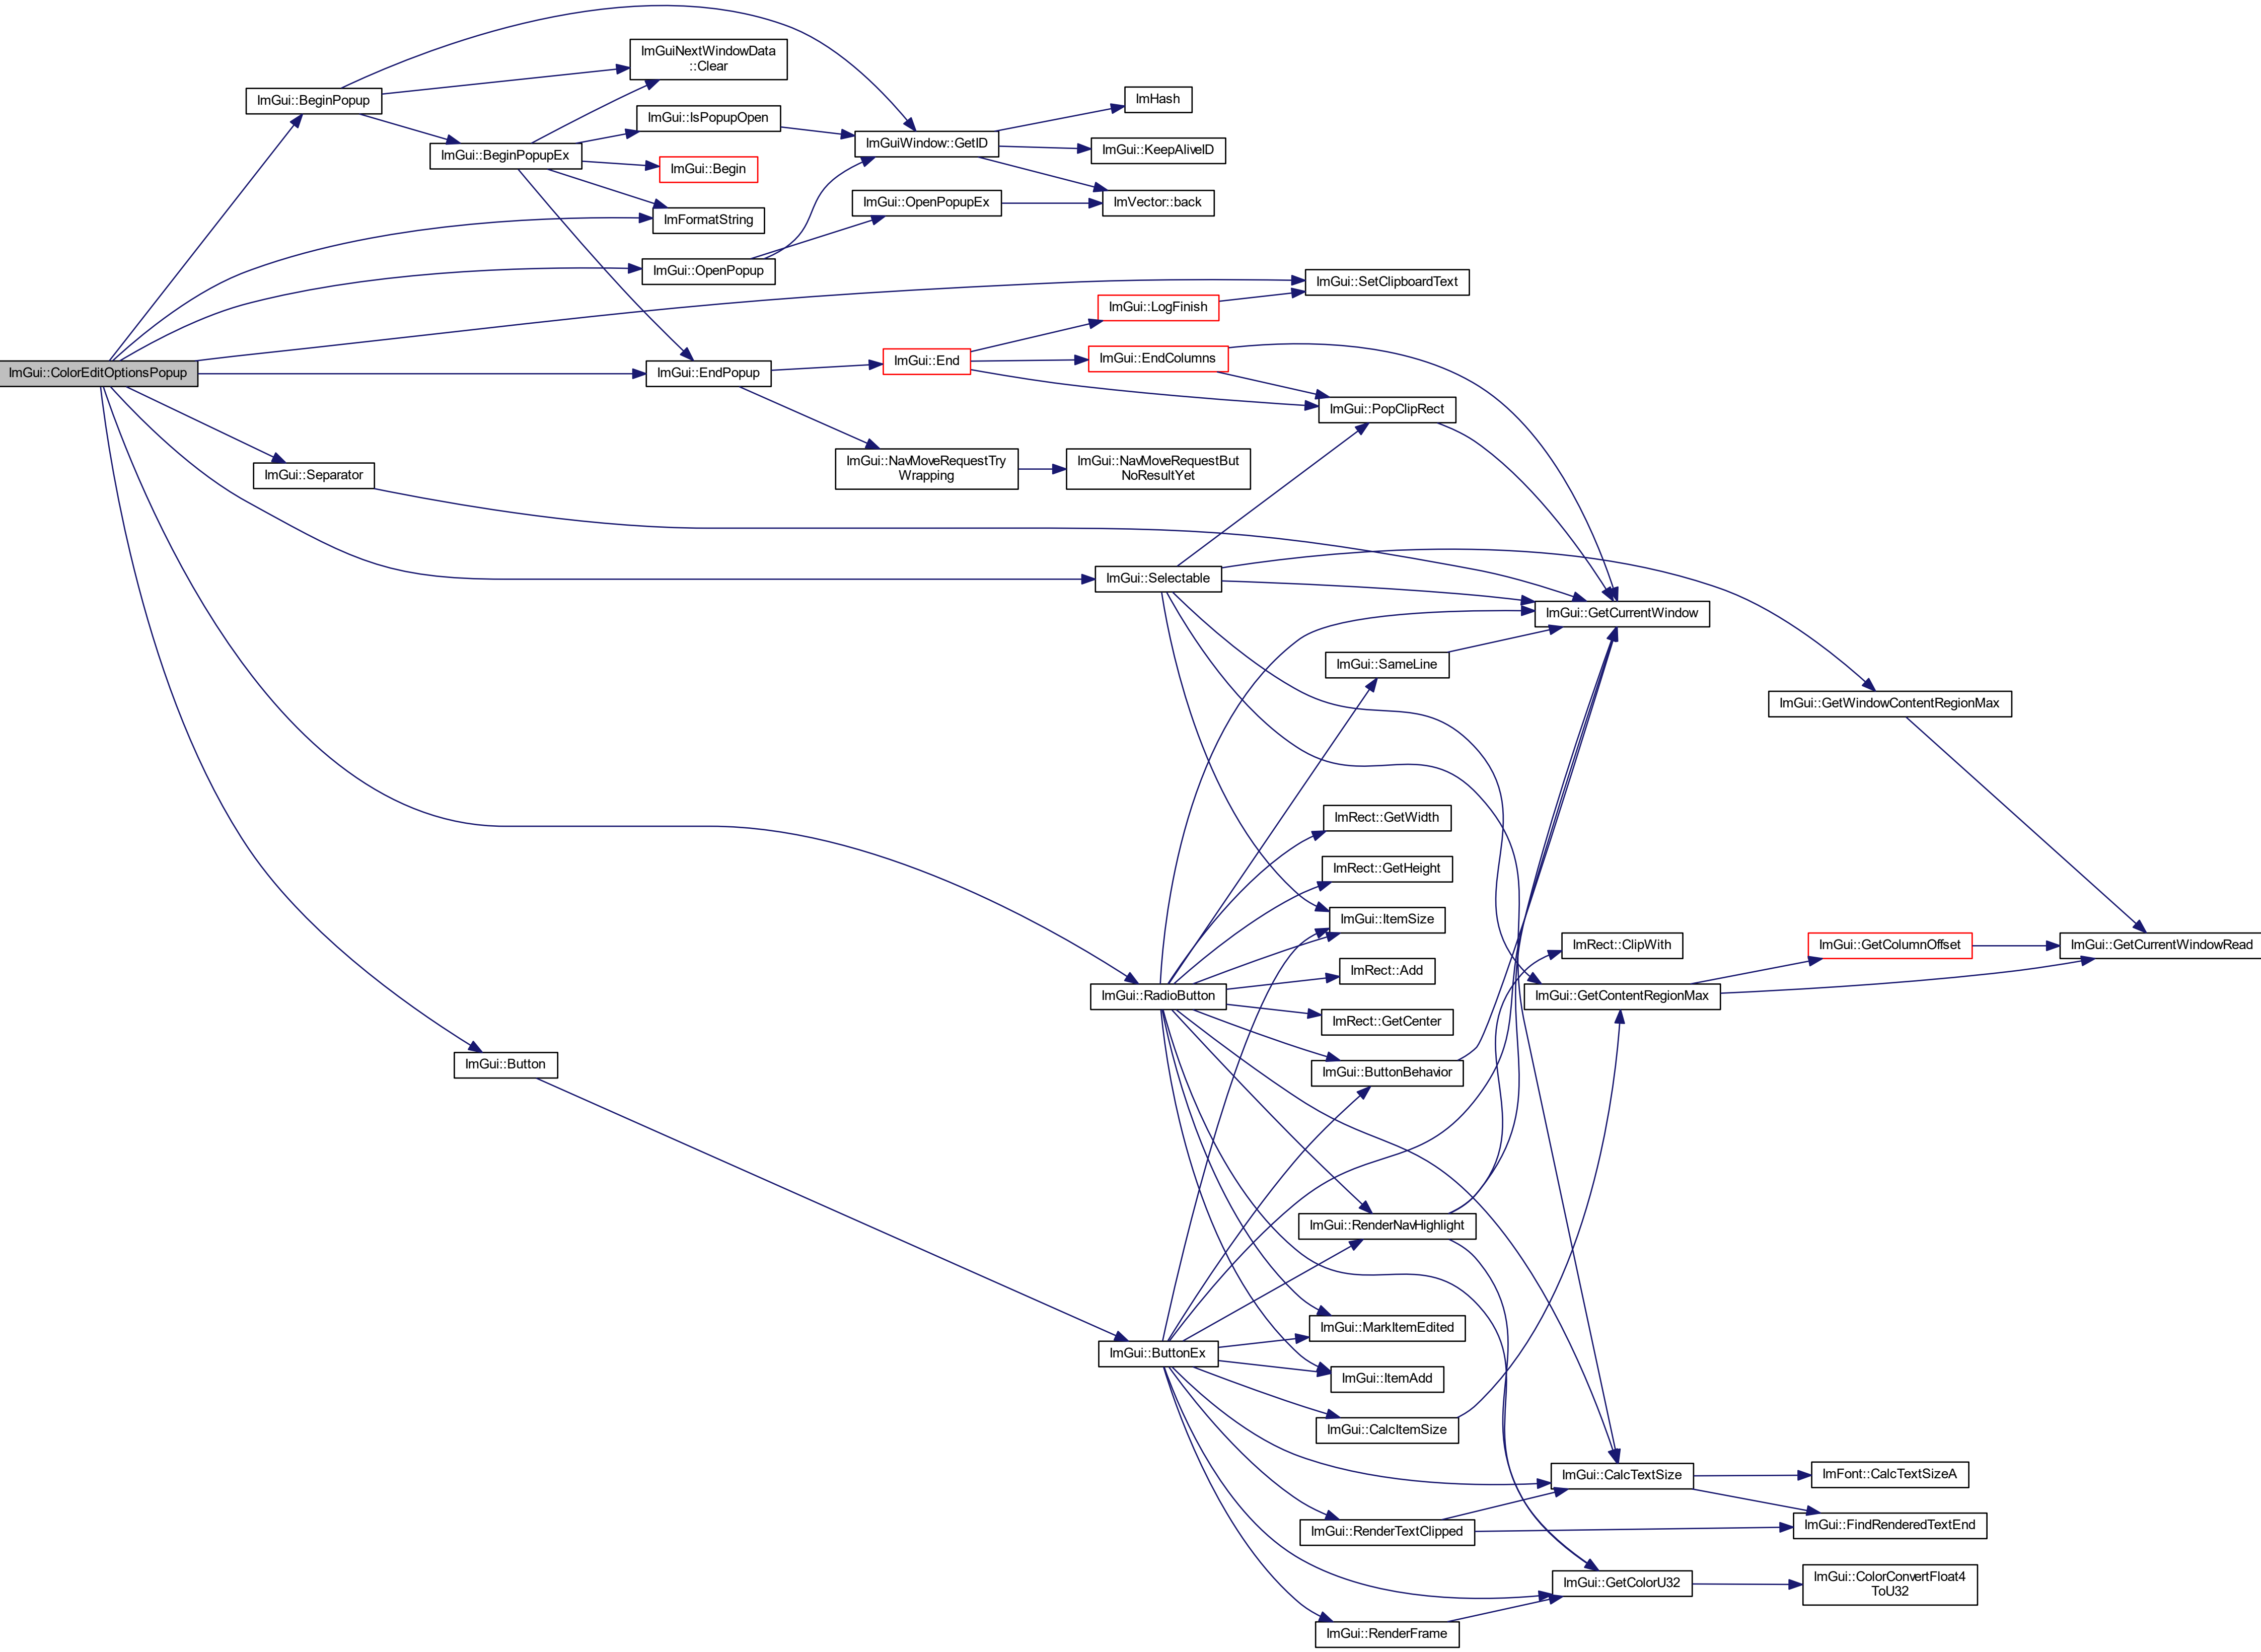 ImGuiNextWindowData
::Clear
ImGui::BeginPopup
ImHash
ImGui::IsPopupOpen
ImGuiWindow::GetID
ImGui::KeepAliveID
ImGui::BeginPopupEx
ImGui::Begin
ImGui::OpenPopupEx
ImVector::back
ImFormatString
ImGui::OpenPopup
ImGui::SetClipboardText
ImGui::LogFinish
ImGui::End
ImGui::EndColumns
ImGui::ColorEditOptionsPopup
ImGui::EndPopup
ImGui::PopClipRect
ImGui::NavMoveRequestTry
Wrapping
ImGui::NavMoveRequestBut
NoResultYet
ImGui::Separator
ImGui::Selectable
ImGui::GetCurrentWindow
ImGui::SameLine
ImGui::GetWindowContentRegionMax
ImRect::GetWidth
ImRect::GetHeight
ImGui::ItemSize
ImRect::ClipWith
ImGui::GetColumnOffset
ImGui::GetCurrentWindowRead
ImRect::Add
ImGui::RadioButton
ImGui::GetContentRegionMax
ImRect::GetCenter
ImGui::Button
ImGui::ButtonBehavior
ImGui::RenderNavHighlight
ImGui::MarkItemEdited
ImGui::ButtonEx
ImGui::ItemAdd
ImGui::CalcItemSize
ImGui::CalcTextSize
ImFont::CalcTextSizeA
ImGui::RenderTextClipped
ImGui::FindRenderedTextEnd
ImGui::GetColorU32
ImGui::ColorConvertFloat4
ToU32
ImGui::RenderFrame